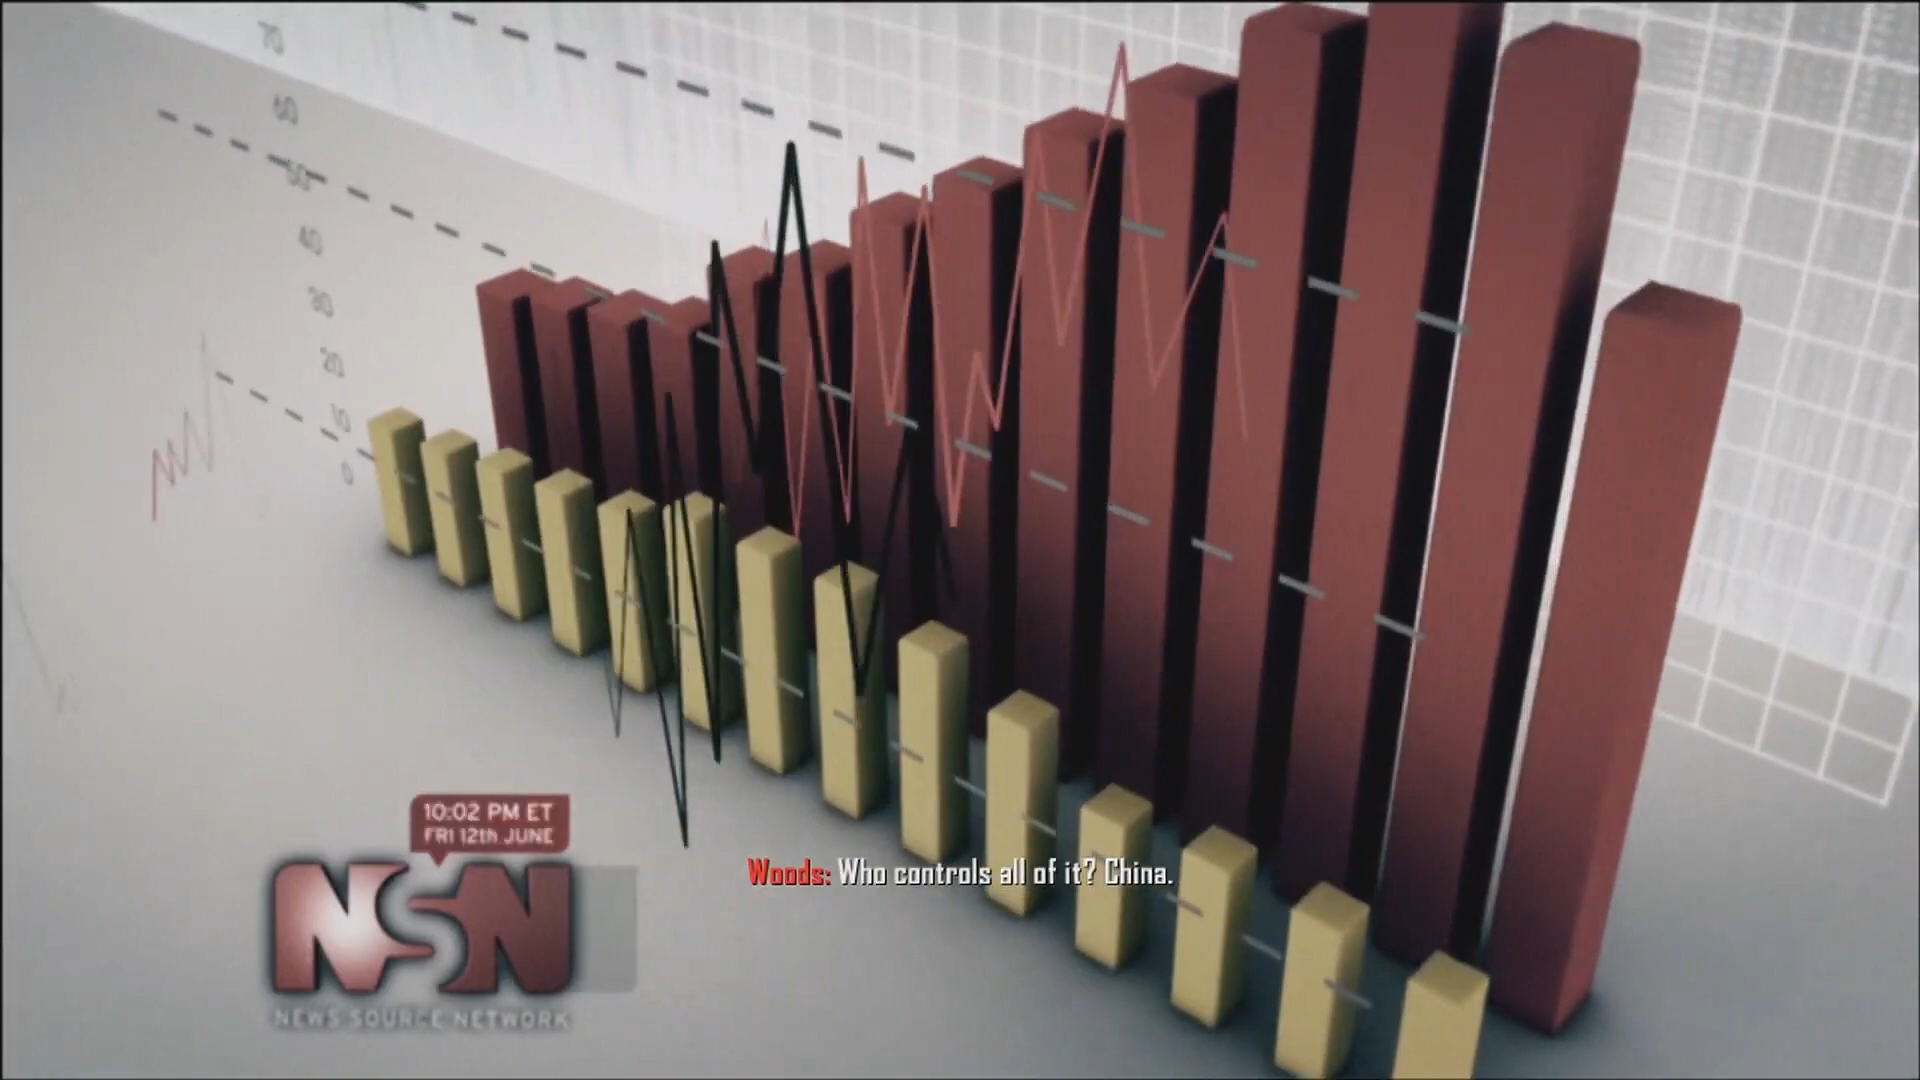 70
60
50
40
30
20
10
0
10:02 PM ET
FRI 12th JUNE
NSN
NEWS SOURCE NETWORK
Woods: Who controls all of it? China.